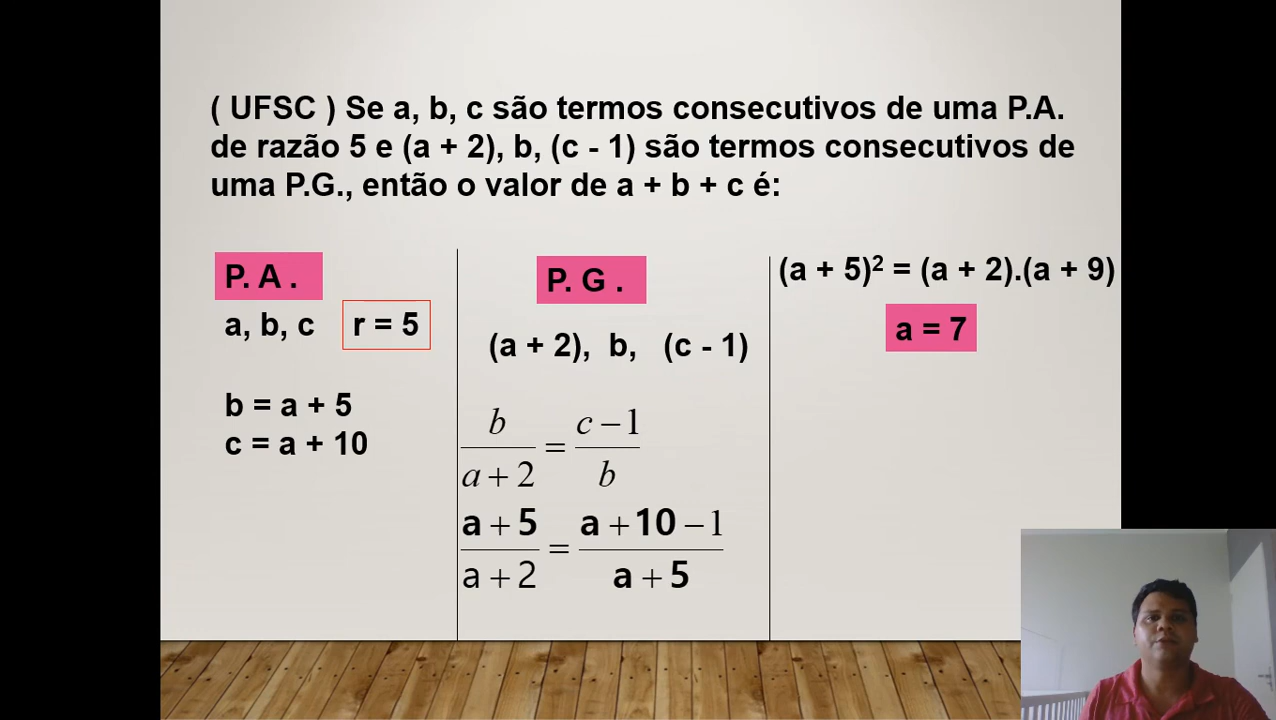 ( UFSC ) Se a, b, c são termos consecutivos de uma P.A.
de razão 5 e (a + 2), b, (c - 1) são termos consecutivos de
uma P.G., então o valor de a + b + c é:
P. A .
a, b, c
r = 5
b = a + 5
c = a + 10
P. G .
(a + 2), b, (c - 1)
b/(a + 2) = (c − 1)/b
(a + 5)/(a + 2) = (a + 10 − 1)/(a + 5)
(a + 5)² = (a + 2).(a + 9)
a = 7